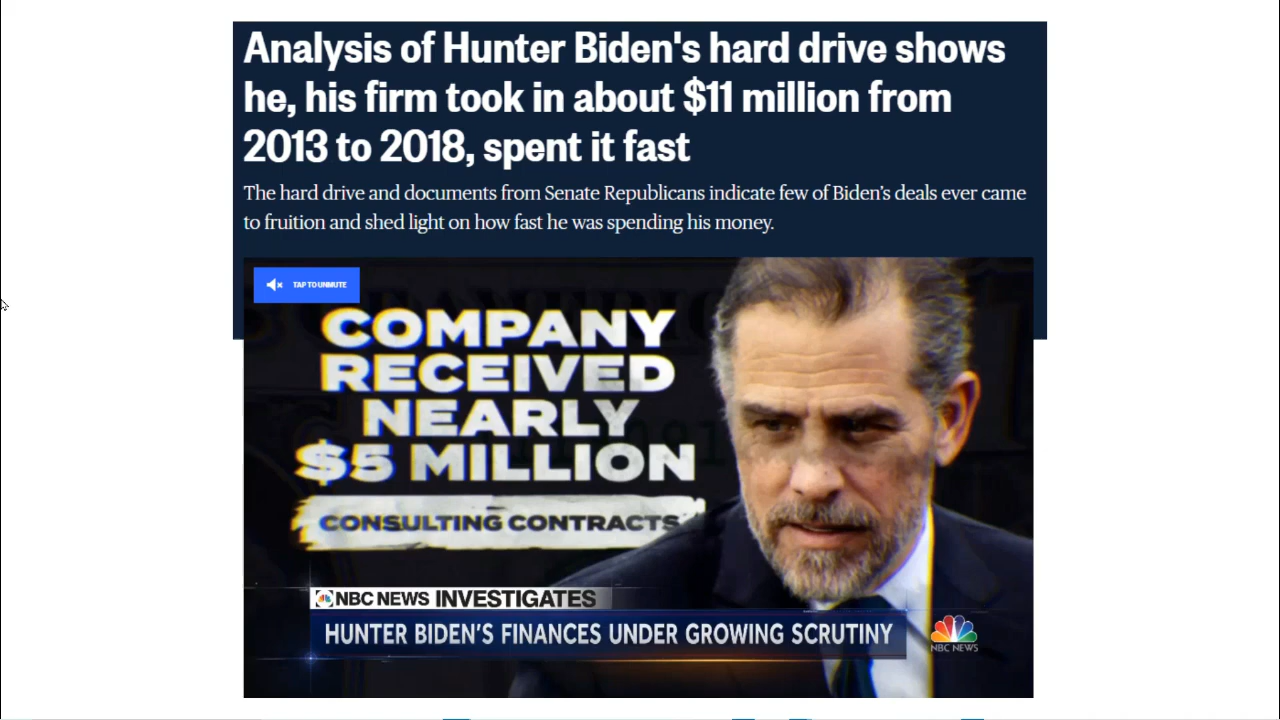 Analysis of Hunter Biden's hard drive shows
he, his firm took in about $11 million from
2013 to 2018, spent it fast
The hard drive and documents from Senate Republicans indicate few of Biden's deals ever came
to fruition and shed light on how fast he was spending his money.
TAP TO UNMUTE
COMPANY
RECEIVED
NEARLY
$5 MILLION
CONSULTING CONTRACTS
NBC NEWS INVESTIGATES
HUNTER BIDEN'S FINANCES UNDER GROWING SCRUTINY
NBC NEWS